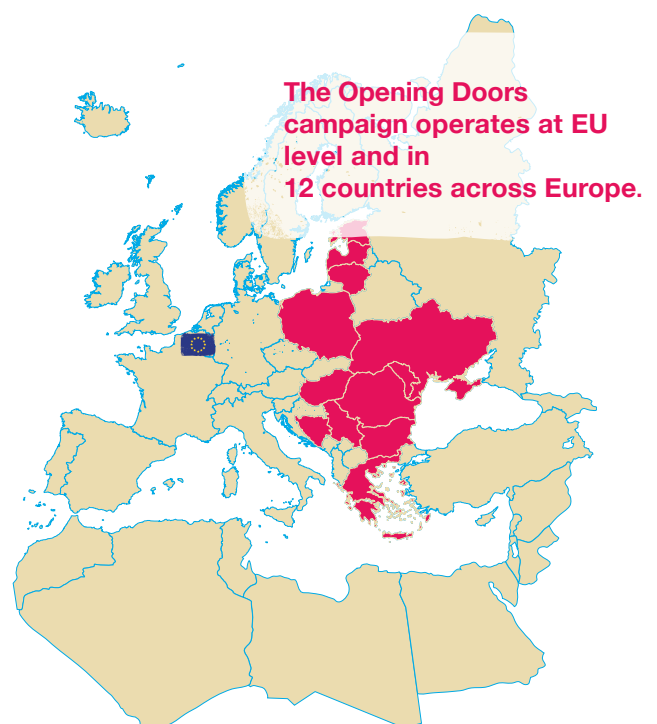 The Opening Doors
campaign operates at EU
level and in
12 countries across Europe.